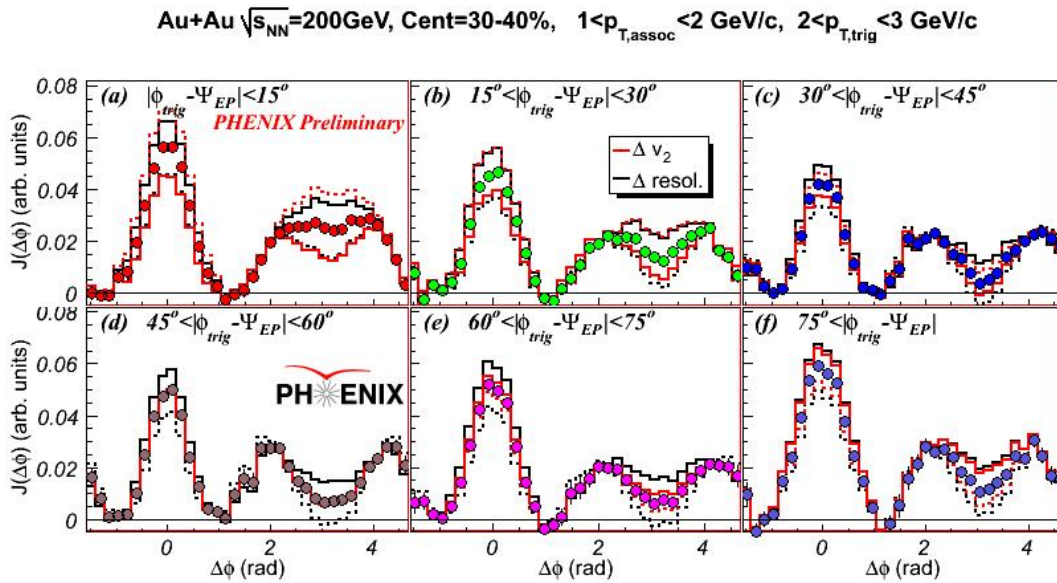 Au+Au √sNN=200GeV, Cent=30-40%, 1<pT,assoc<2 GeV/c, 2<pT,trig<3 GeV/c
J(Δϕ) (arb. units)
0.08
0.06
0.04
0.02
0
(a) |ϕtrig-ΨEP|<15°
PHENIX Preliminary
(b) 15°<|ϕtrig-ΨEP|<30°
Δ v2
Δ resol.
(c) 30°<|ϕtrig-ΨEP|<45°
J(Δϕ) (arb. units)
0.08
0.06
0.04
0.02
0
(d) 45°<|ϕtrig-ΨEP|<60°
PHENIX
(e) 60°<|ϕtrig-ΨEP|<75°
(f) 75°<|ϕtrig-ΨEP|
0 2 4
0 2 4
0 2 4
Δϕ (rad)
Δϕ (rad)
Δϕ (rad)